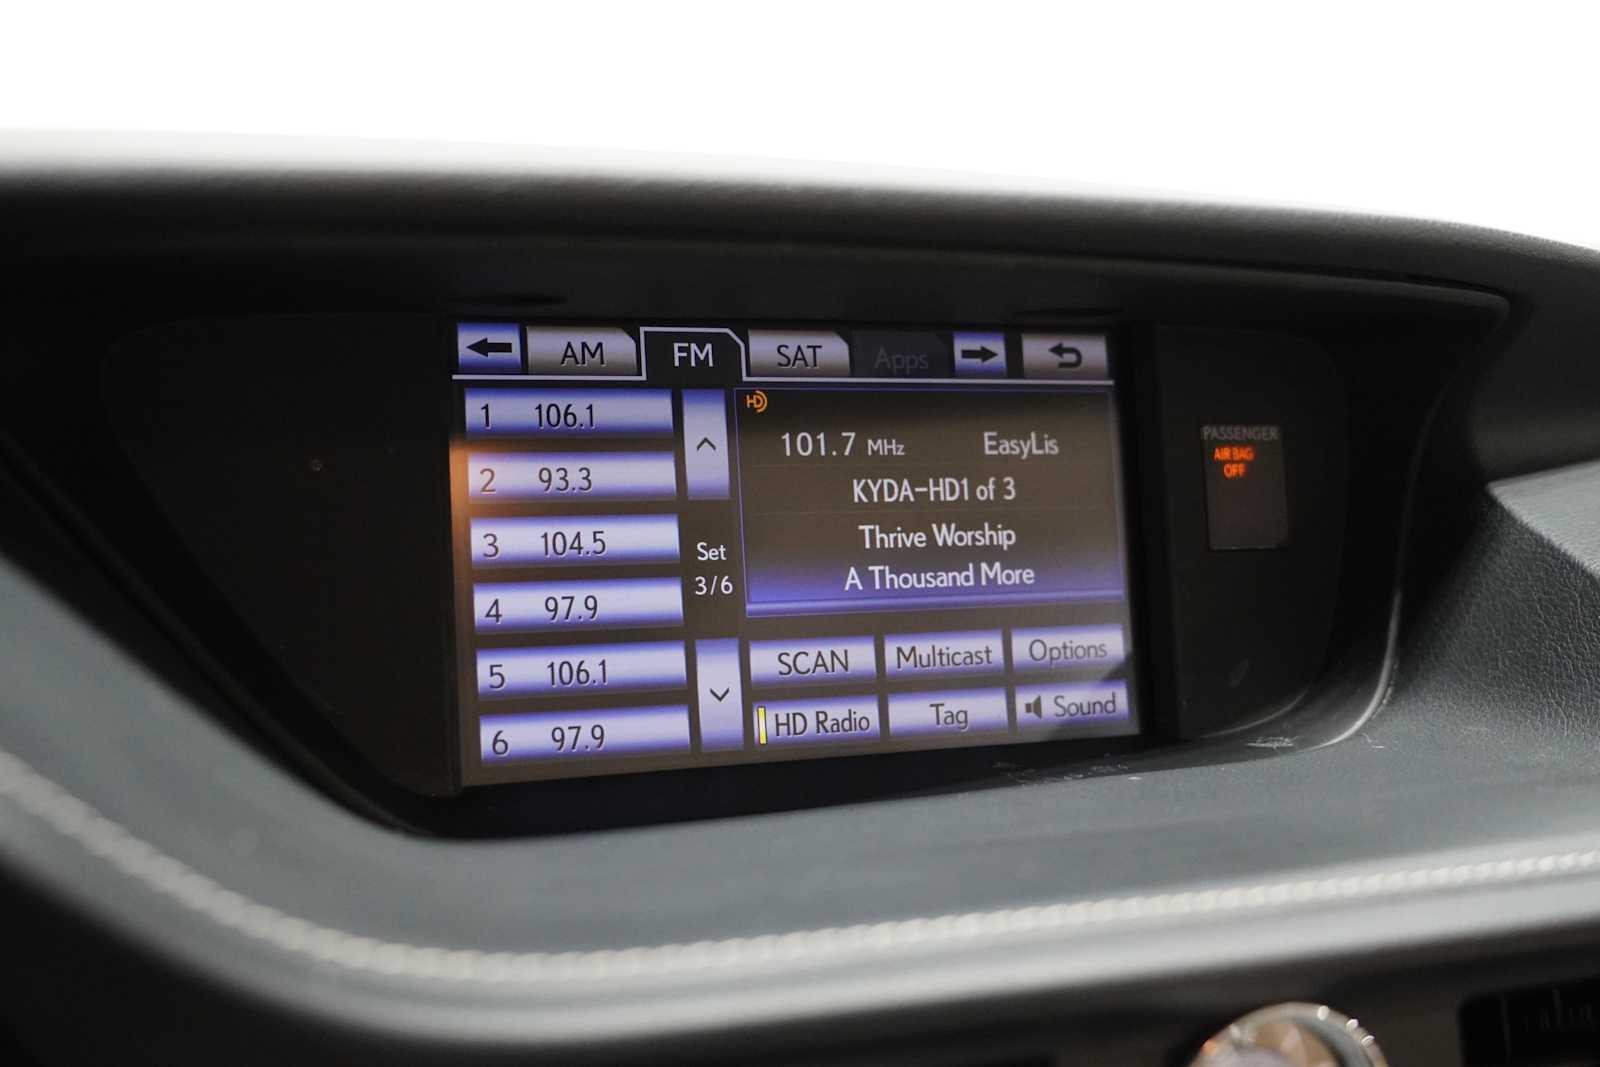 AM FM SAT Apps
HD
1 106.1
2 93.3
3 104.5
4 97.9
5 106.1
6 97.9
Set
3/6
101.7 MHz EasyLis
KYDA-HD1 of 3
Thrive Worship
A Thousand More
SCAN Multicast Options
HD Radio Tag Sound
PASSENGER
AIR BAG
OFF